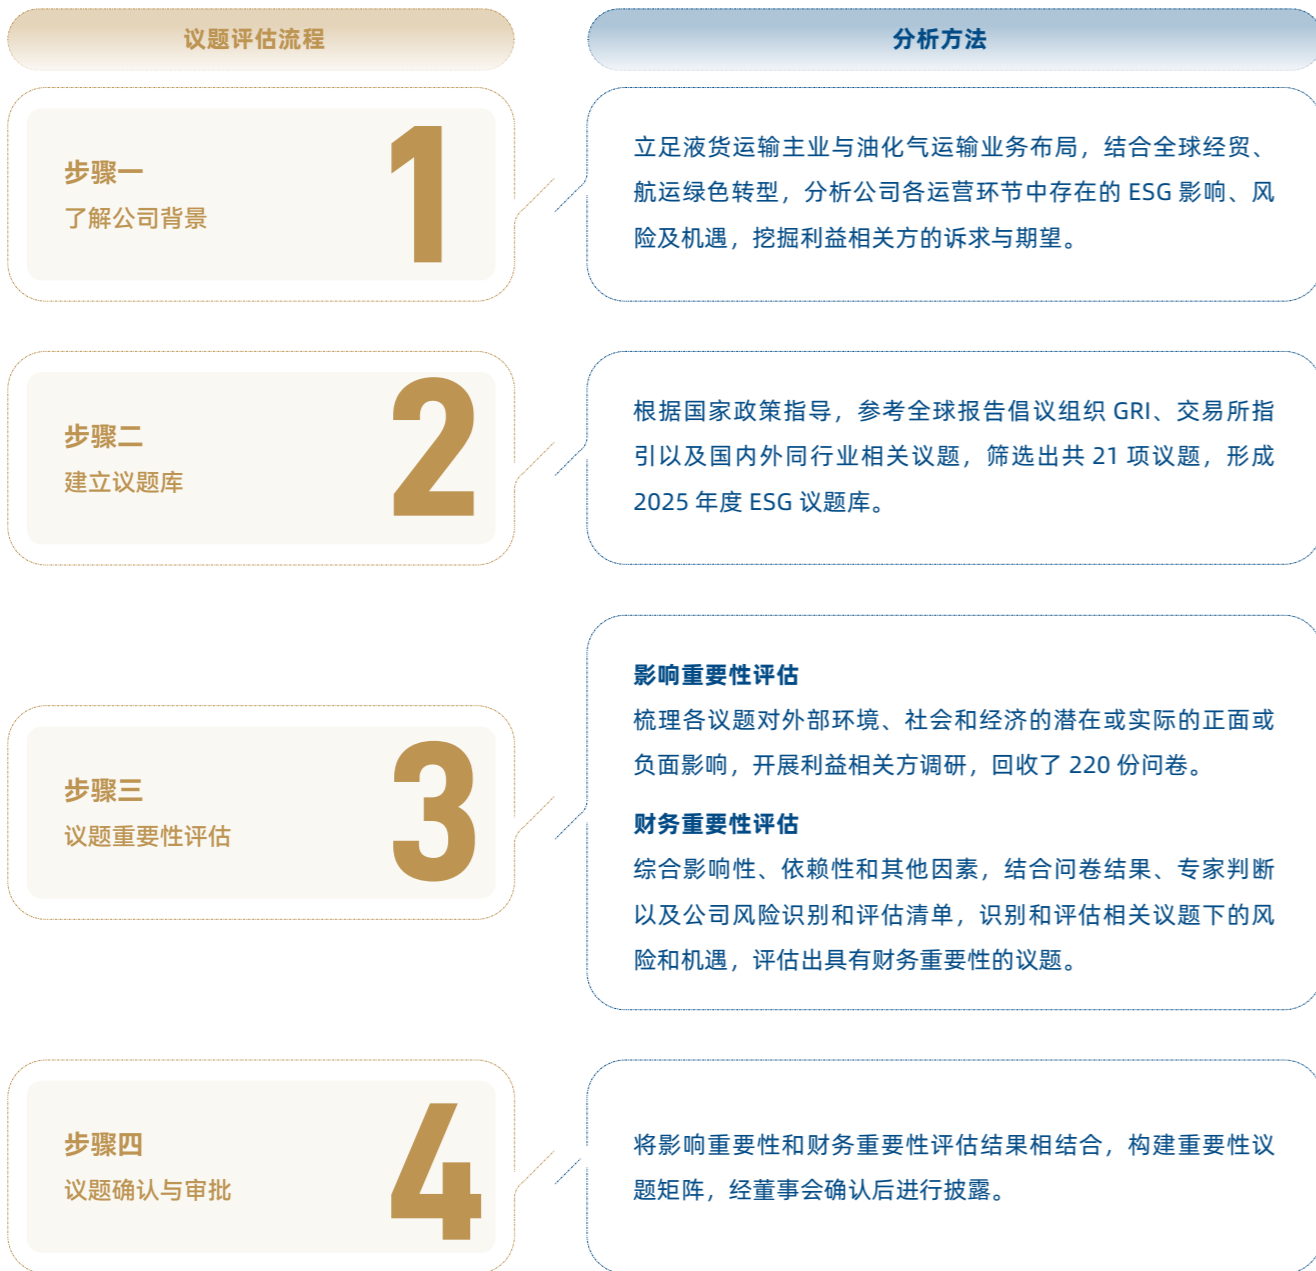 议题评估流程
分析方法
步骤一
了解公司背景
1
立足液货运输主业与油化气运输业务布局，结合全球经贸、
航运绿色转型，分析公司各运营环节中存在的 ESG 影响、风
险及机遇，挖掘利益相关方的诉求与期望。
步骤二
建立议题库
2
根据国家政策指导，参考全球报告倡议组织 GRI、交易所指
引以及国内外同行业相关议题，筛选出共 21 项议题，形成
2025 年度 ESG 议题库。
步骤三
议题重要性评估
3
影响重要性评估
梳理各议题对外部环境、社会和经济的潜在或实际的正面或
负面影响，开展利益相关方调研，回收了 220 份问卷。
财务重要性评估
综合影响性、依赖性和其他因素，结合问卷结果、专家判断
以及公司风险识别和评估清单，识别和评估相关议题下的风
险和机遇，评估出具有财务重要性的议题。
步骤四
议题确认与审批
4
将影响重要性和财务重要性评估结果相结合，构建重要性议
题矩阵，经董事会确认后进行披露。